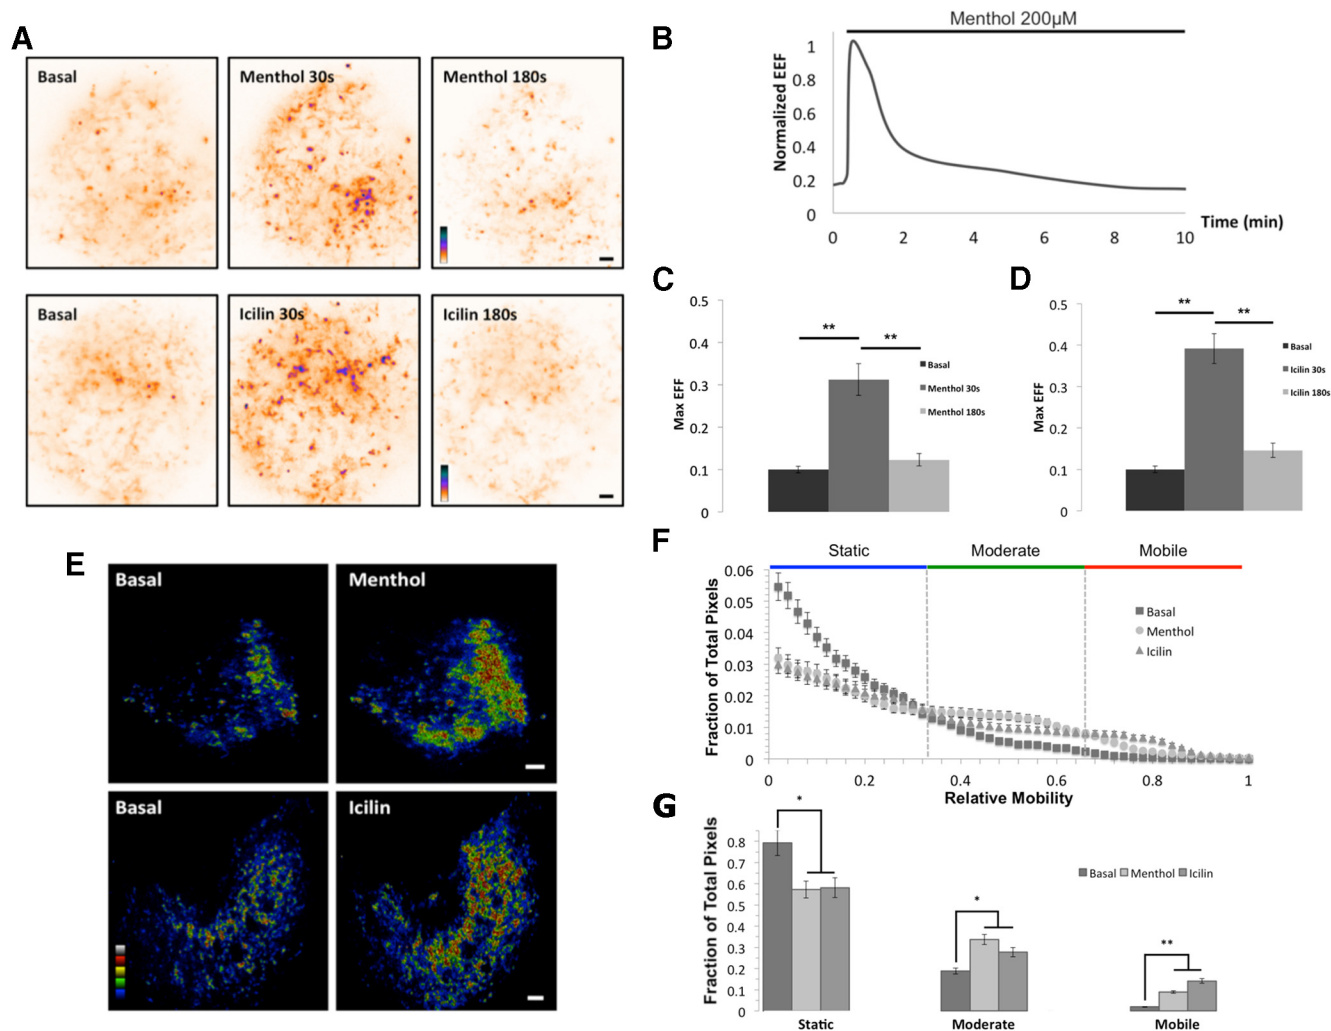 A
Basal
Menthol 30s
Menthol 180s
Basal
Icilin 30s
Icilin 180s
B
Menthol 200µM
Normalized EEF
1
0.8
0.6
0.4
0.2
0
0 2 4 6 8 10
Time (min)
C
Max EFF
0.5
0.4
0.3
0.2
0.1
0
** **
Basal
Menthol 30s
Menthol 180s
D
Max EFF
0.5
0.4
0.3
0.2
0.1
0
** **
Basal
Icilin 30s
Icilin 180s
E
Basal
Menthol
Basal
Icilin
F
Static Moderate Mobile
Fraction of Total Pixels
0.06
0.05
0.04
0.03
0.02
0.01
0
Basal
Menthol
Icilin
0 0.2 0.4 0.6 0.8 1
Relative Mobility
G
Fraction of Total Pixels
0.8
0.7
0.6
0.5
0.4
0.3
0.2
0.1
0
* * **
Basal Menthol Icilin
Static Moderate Mobile